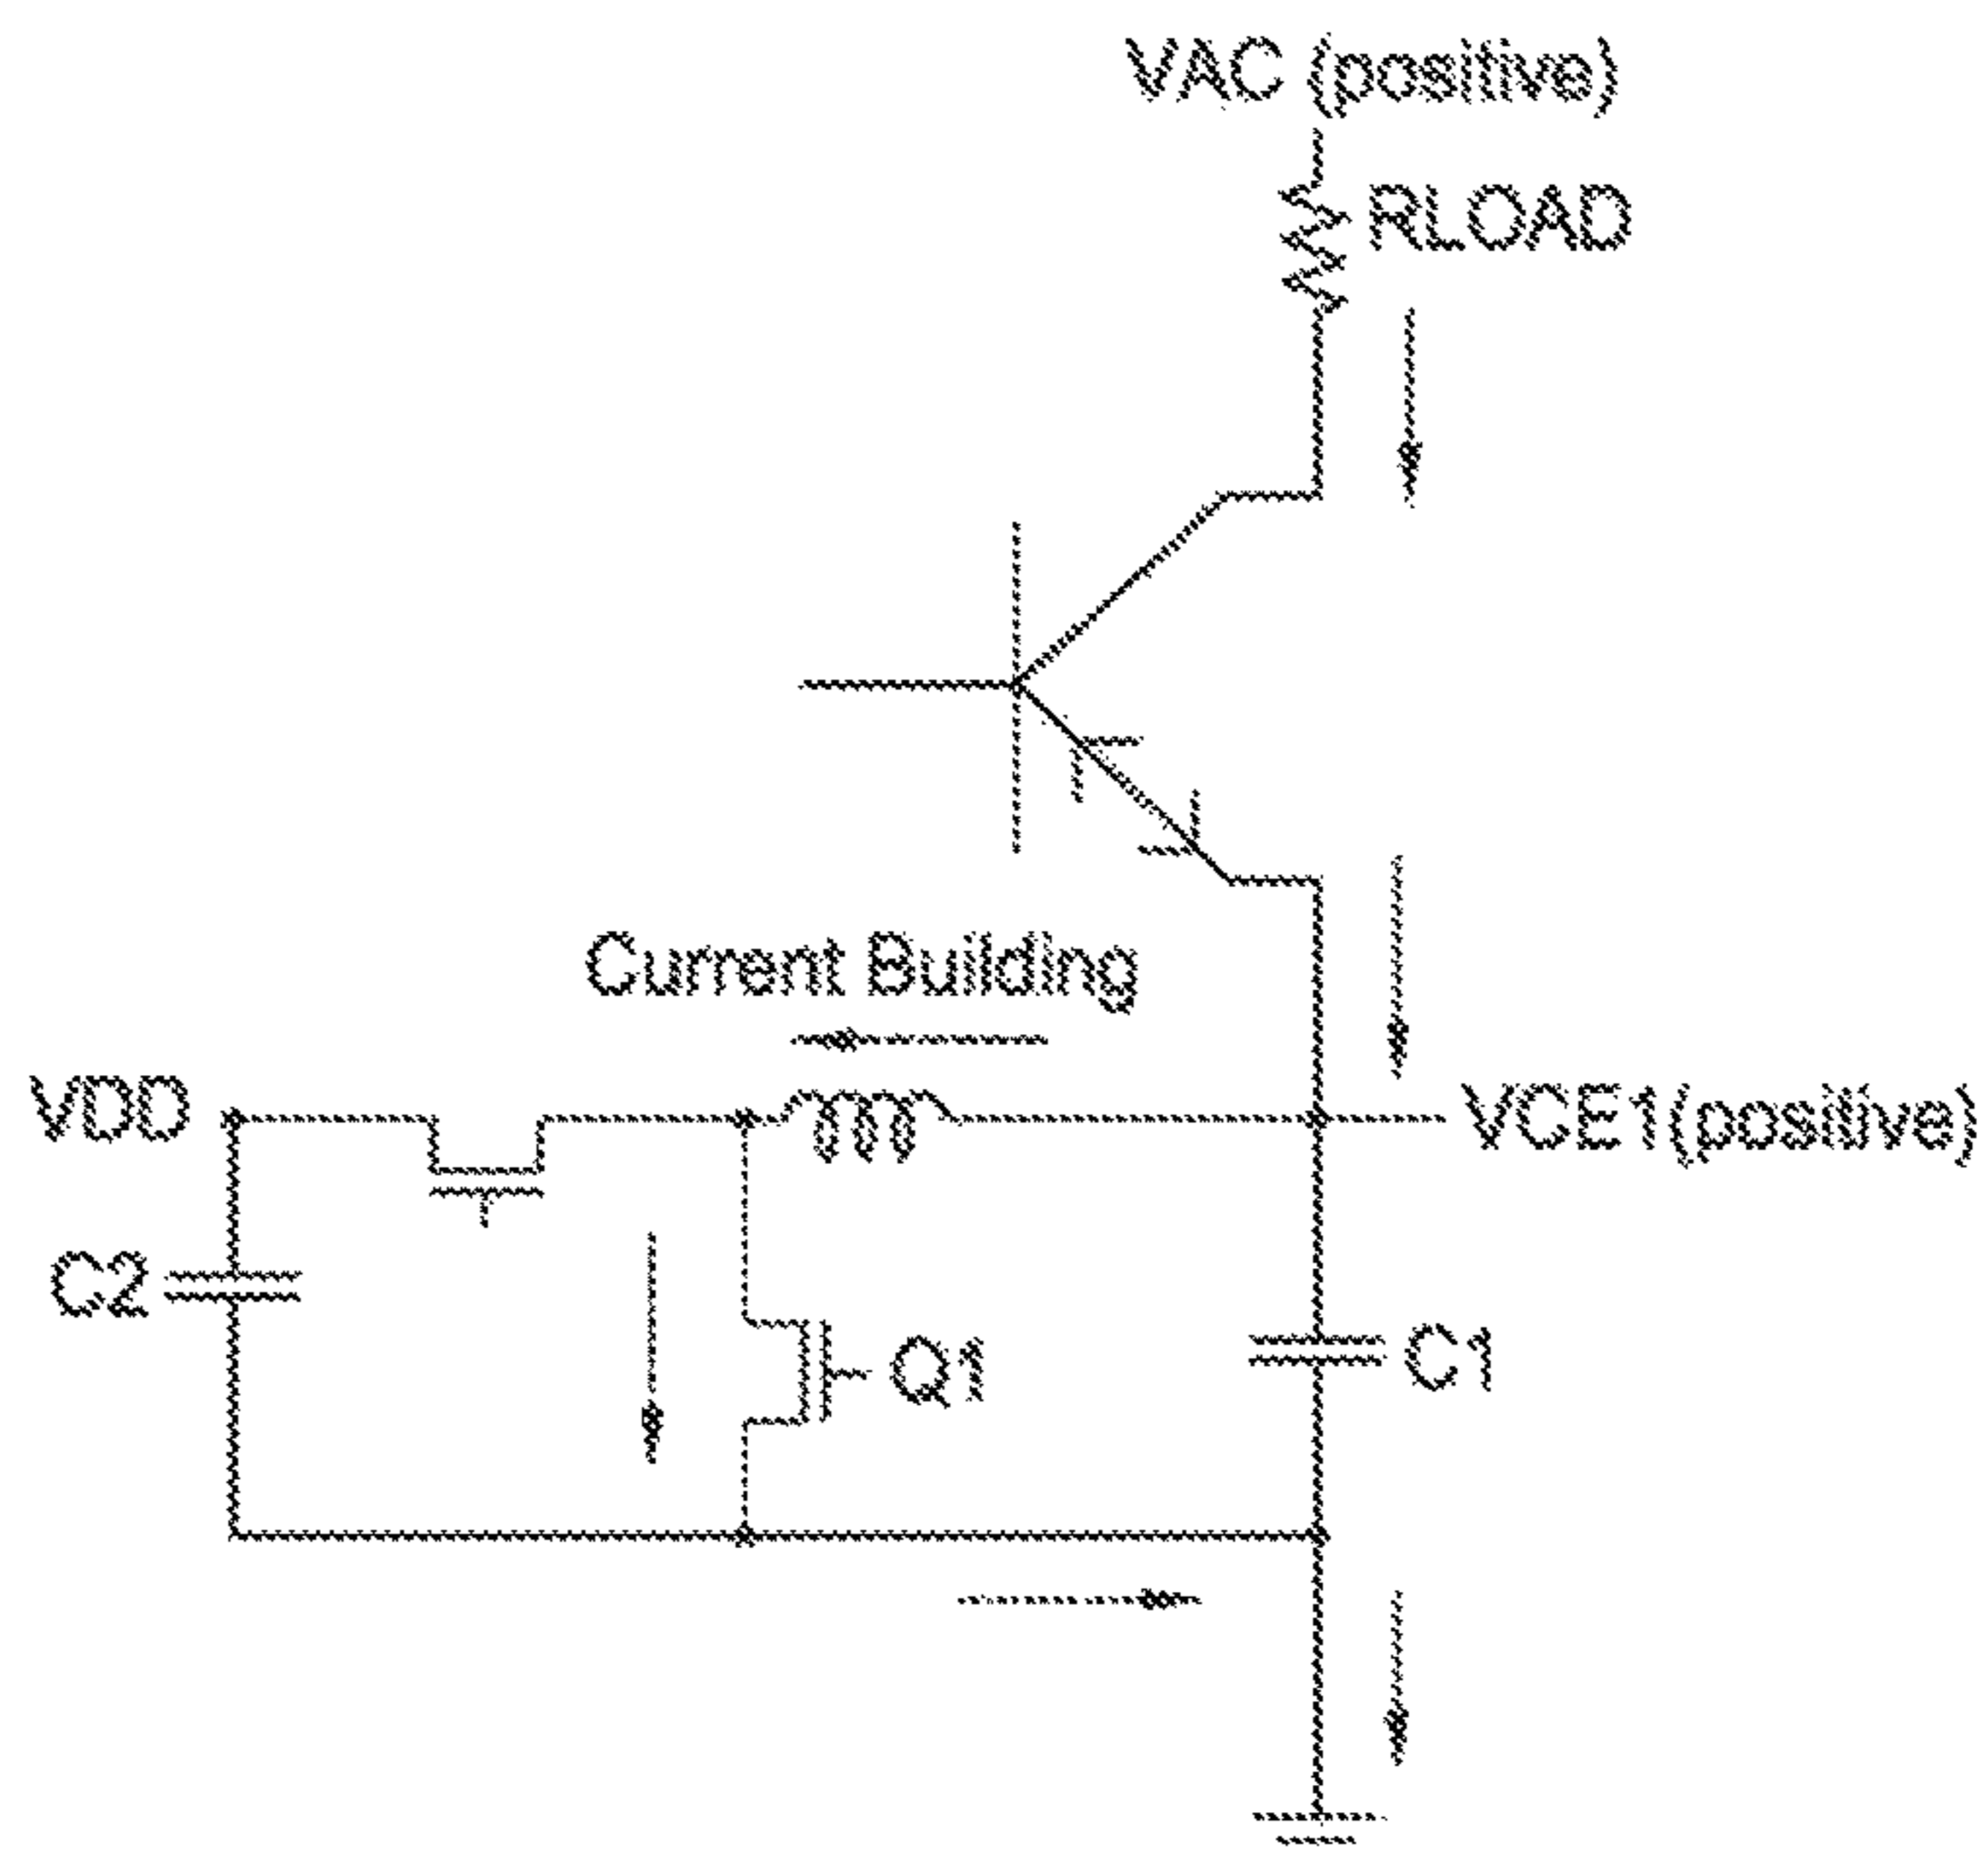 VAC (positive)
RLOAD
Current Building
VDD
VCE1(positive)
C2
Q1
C1